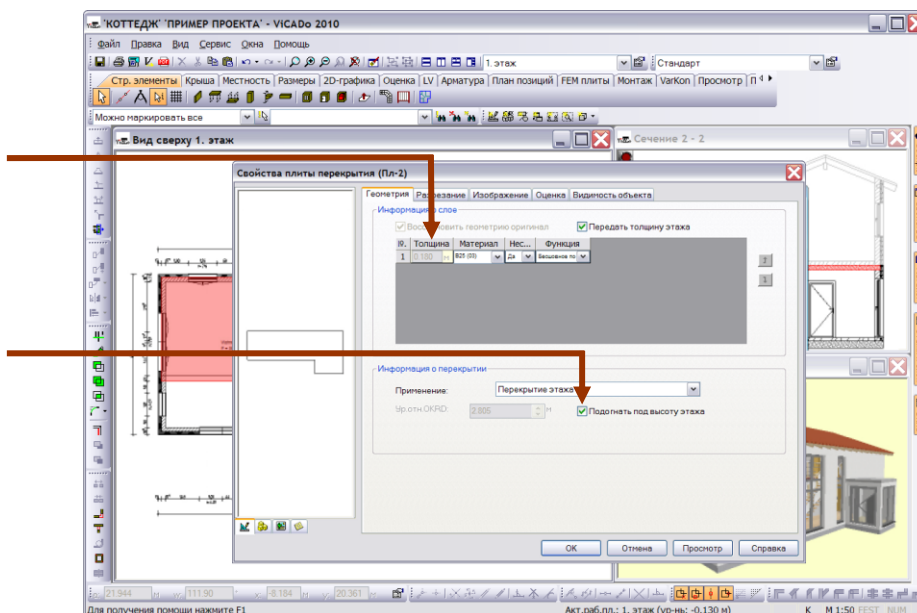 'КОТТЕДЖ' 'ПРИМЕР ПРОЕКТА' - ViCADo 2010
Файл Правка Вид Сервис Окна Помощь
1. этаж Стандарт
Стр. элементы Крыша Местность Размеры 2D-графика Оценка LV Арматура План позиций FEM плиты Монтаж VarKon Просмотр П
Можно маркировать все
Вид сверху 1. этаж
Сечение 2 - 2
Свойства плиты перекрытия (Пл-2)
Геометрия Разрезание Изображение Оценка Видимость объекта
Информация о слое
Восстановить геометрию оригинал Передать толщину этажа
№. Толщина Материал Нес... Функция
1 0.180 м B25 (03) Да Бесшовное по
Информация о перекрытии
Применение: Перекрытие этажа
Ур.отн.OKRD: 2.805 м Подогнать под высоту этажа
OK Отмена Просмотр Справка
21.944 м 111.90 ° x: -8.184 м y: 20.361 м
Для получения помощи нажмите F1 Акт.раб.пл.: 1. этаж (ур-нь: -0.130 м) K M 1:50 FEST NUM